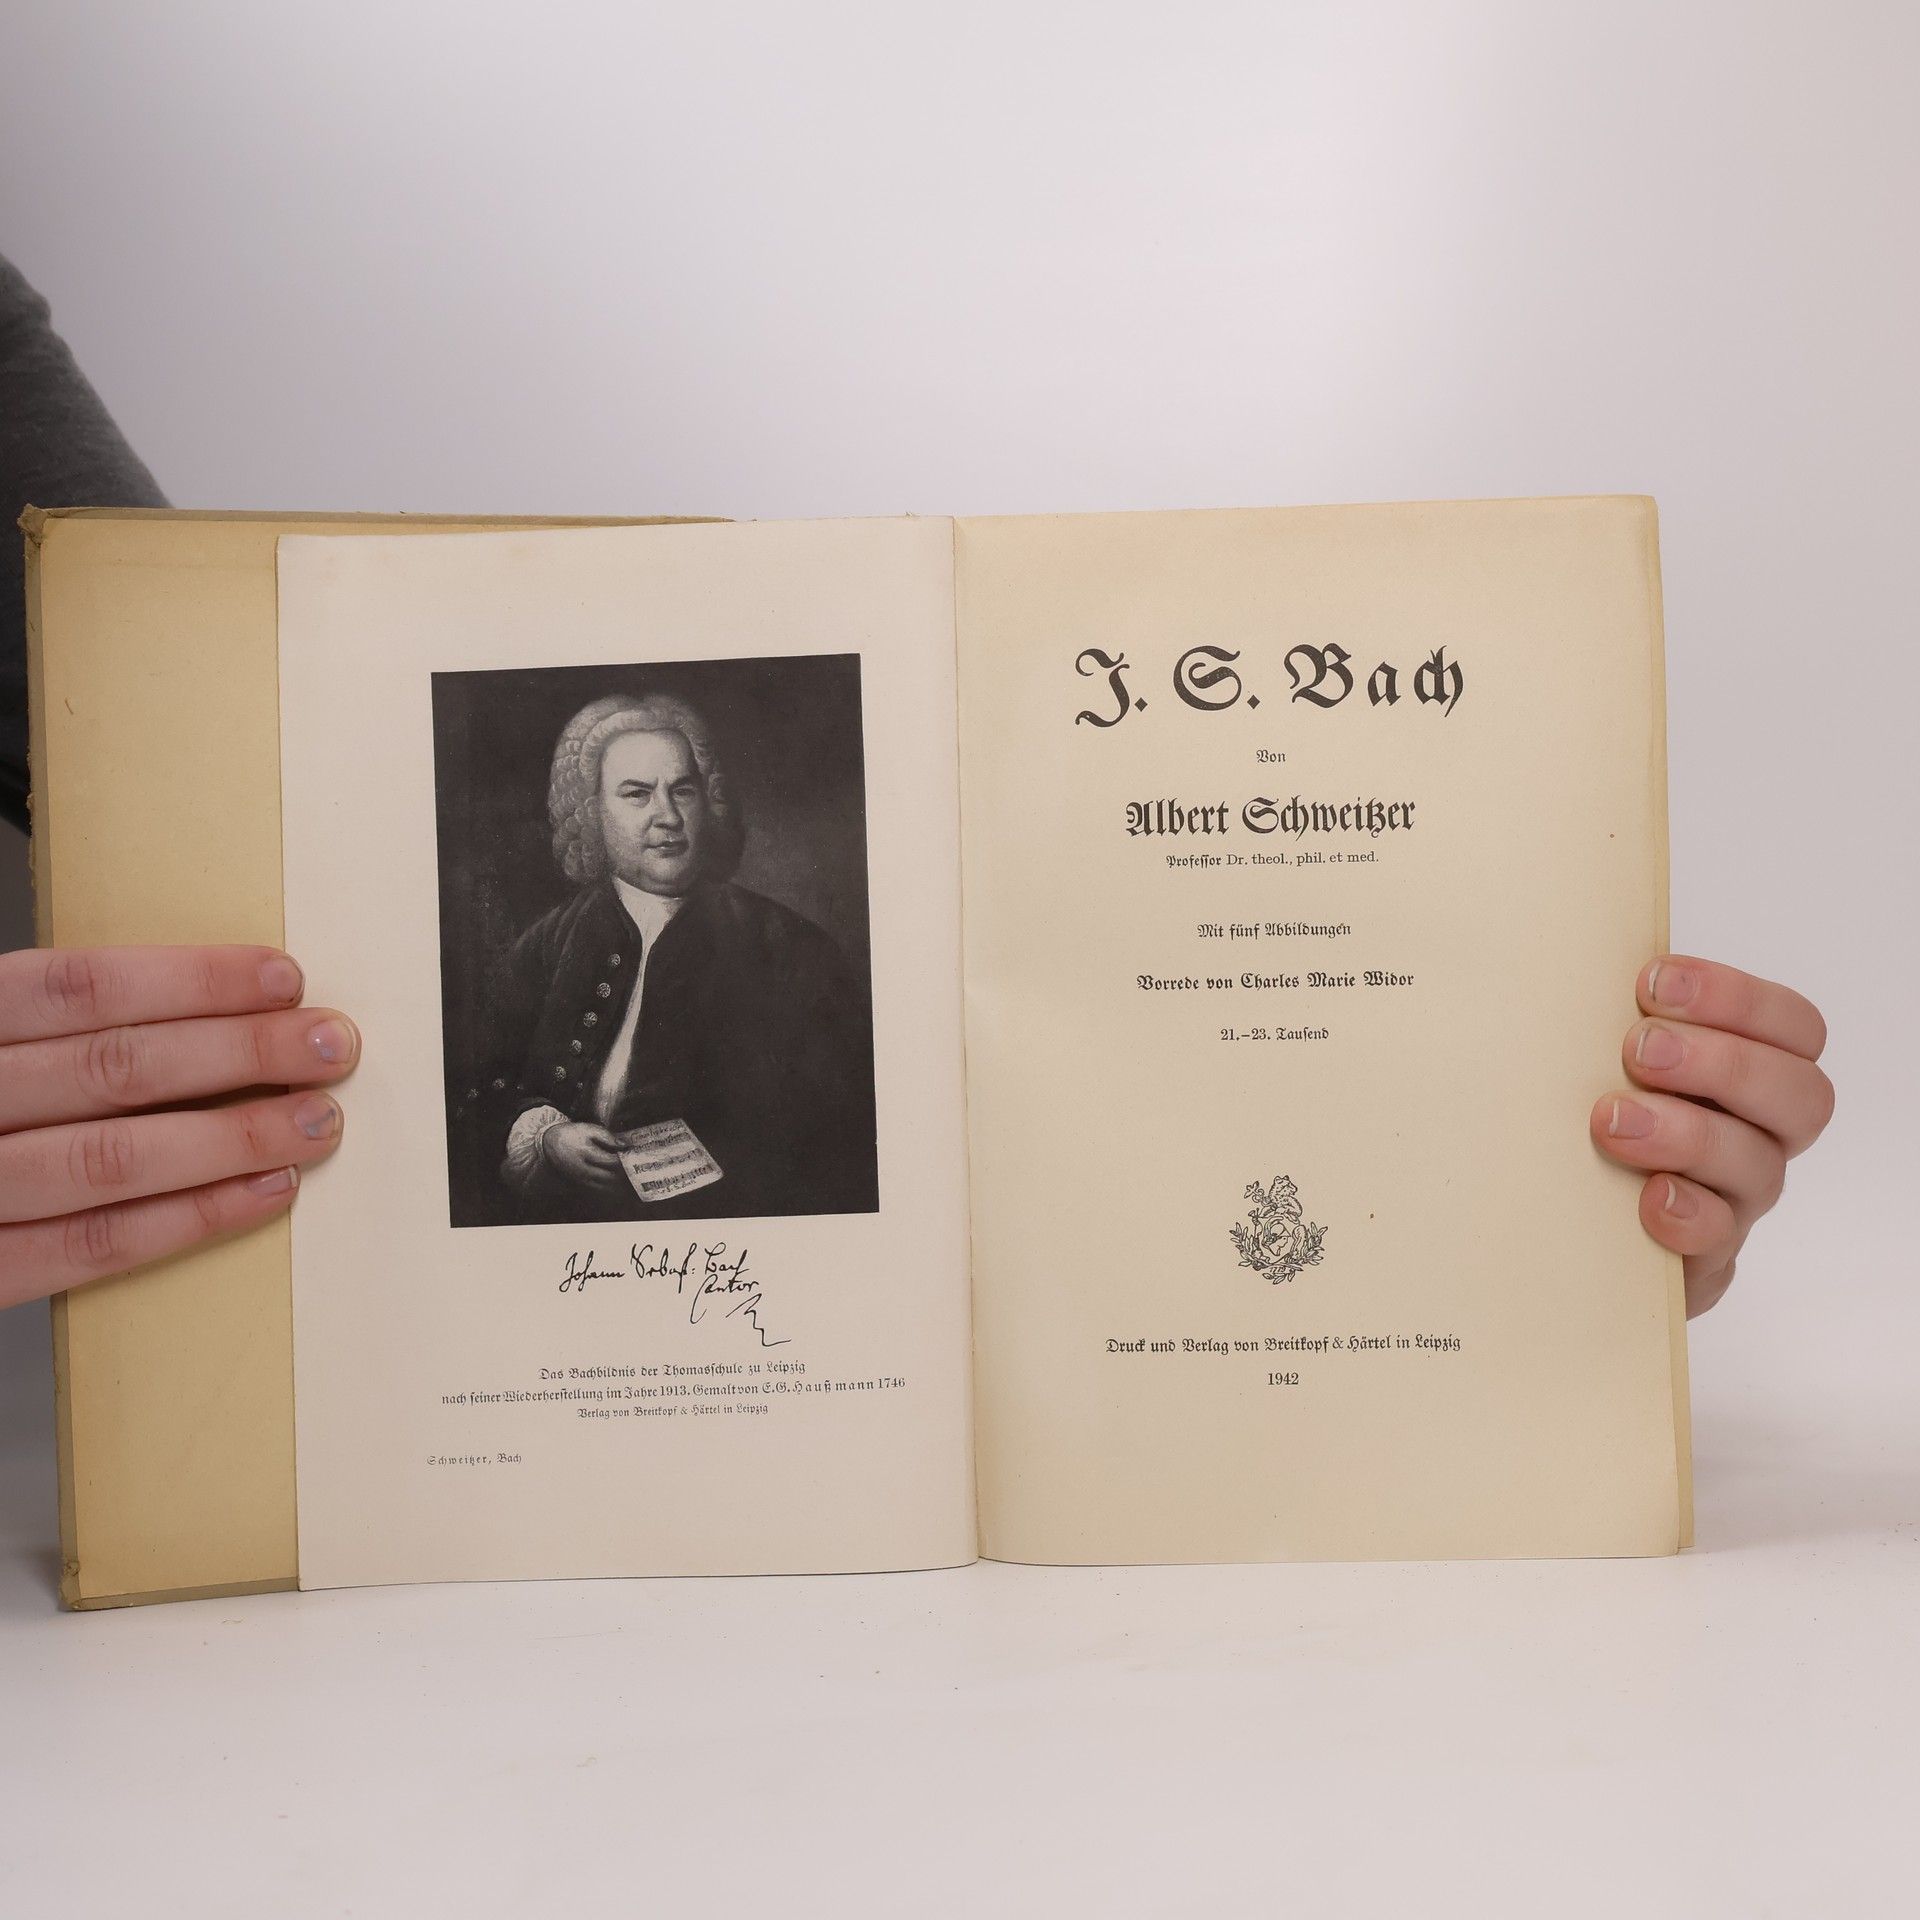 Johann Sebast: Bach
Cantor
Das Bachbildnis der Thomasschule zu Leipzig
nach seiner Wiederherstellung im Jahre 1913. Gemalt von E. G. Haußmann 1746
Verlag von Breitkopf & Härtel in Leipzig
Schweitzer, Bach
J. S. Bach
Von
Albert Schweitzer
Professor Dr. theol., phil. et med.
Mit fünf Abbildungen
Vorrede von Charles Marie Widor
21.–23. Tausend
1719
Druck und Verlag von Breitkopf & Härtel in Leipzig
1942